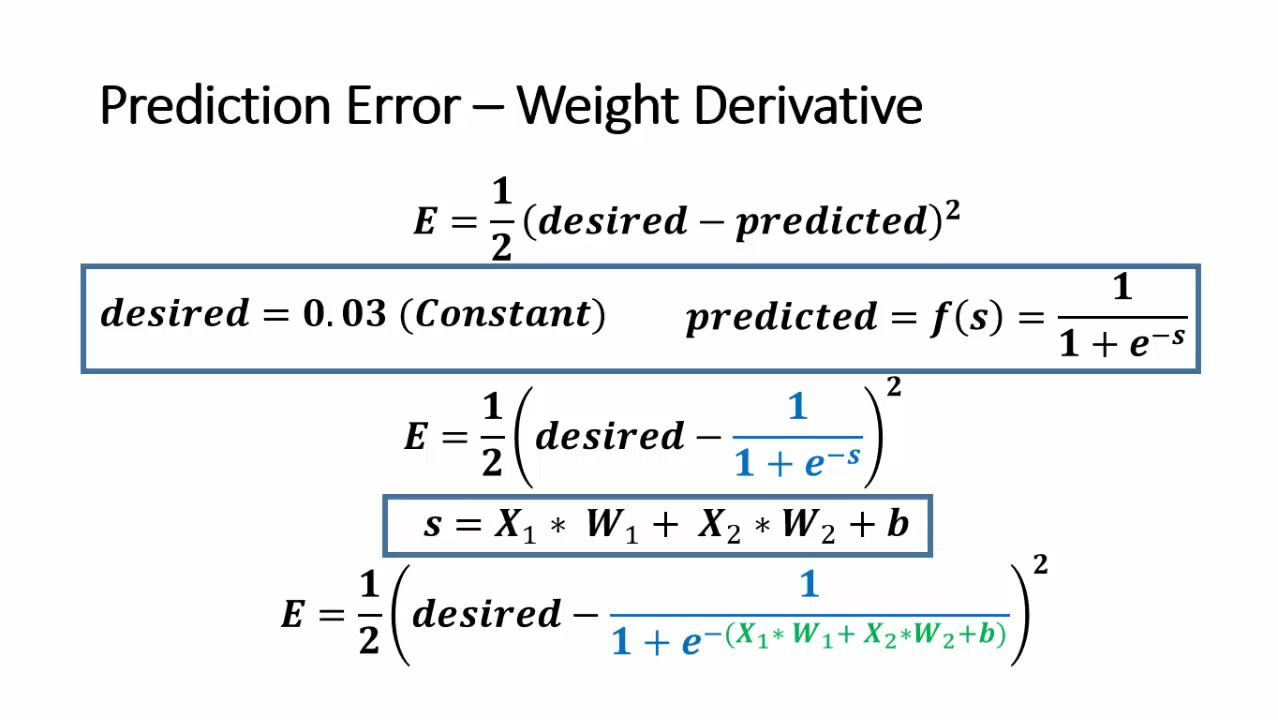 Prediction Error – Weight Derivative
E = 1/2 (desired − predicted)²
desired = 0.03 (Constant) predicted = f(s) = 1/(1 + e^(−s))
E = 1/2 (desired − 1/(1 + e^(−s)))²
s = X₁ * W₁ + X₂ * W₂ + b
E = 1/2 (desired − 1/(1 + e^(−(X₁* W₁+ X₂*W₂+b))))²